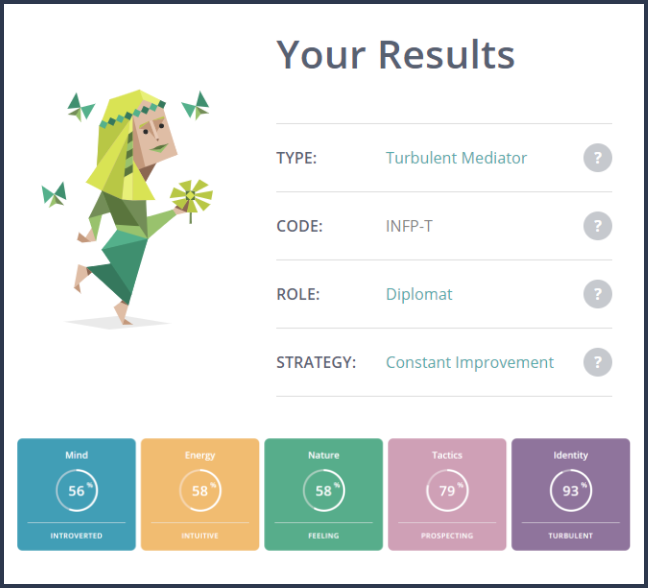 Your Results
TYPE: Turbulent Mediator ?
CODE: INFP-T ?
ROLE: Diplomat ?
STRATEGY: Constant Improvement ?
Mind Energy Nature Tactics Identity
56% 58% 58% 79% 93%
INTROVERTED INTUITIVE FEELING PROSPECTING TURBULENT